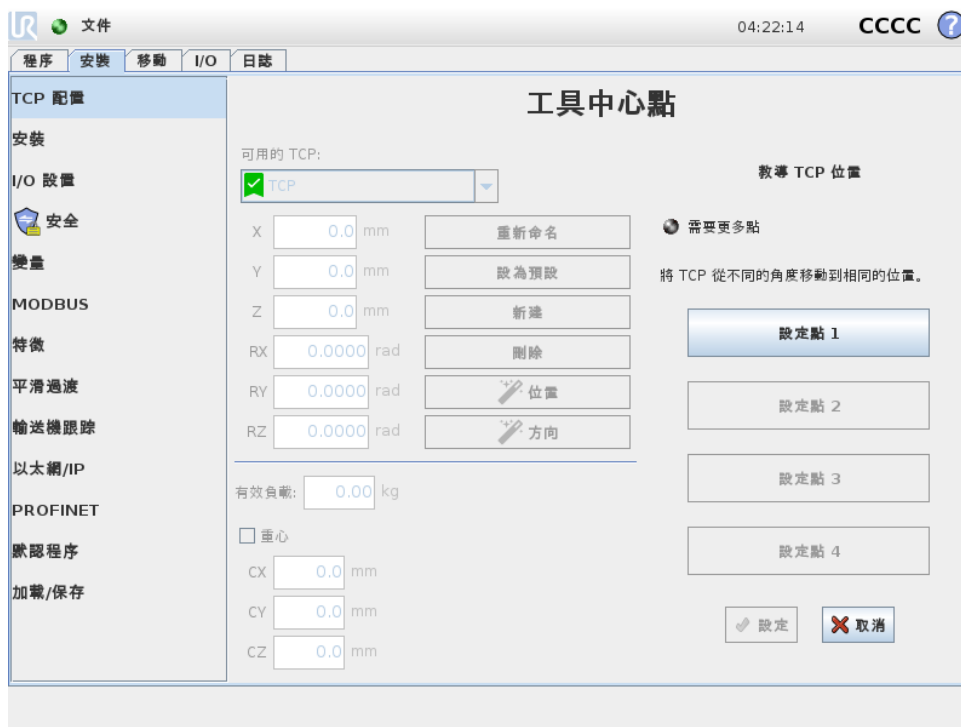 UR 文件 04:22:14 CCCC ?
程序 安裝 移動 I/O 日誌
TCP 配置
安裝
I/O 設置
安全
變量
MODBUS
特徵
平滑過渡
輸送機跟踪
以太網/IP
PROFINET
默認程序
加載/保存
工具中心點
可用的 TCP:
TCP
X 0.0 mm 重新命名
Y 0.0 mm 設為預設
Z 0.0 mm 新建
RX 0.0000 rad 刪除
RY 0.0000 rad 位置
RZ 0.0000 rad 方向
有效負載: 0.00 kg
重心
CX 0.0 mm
CY 0.0 mm
CZ 0.0 mm
教導 TCP 位置
需要更多點
將 TCP 從不同的角度移動到相同的位置。
設定點 1
設定點 2
設定點 3
設定點 4
設定 取消